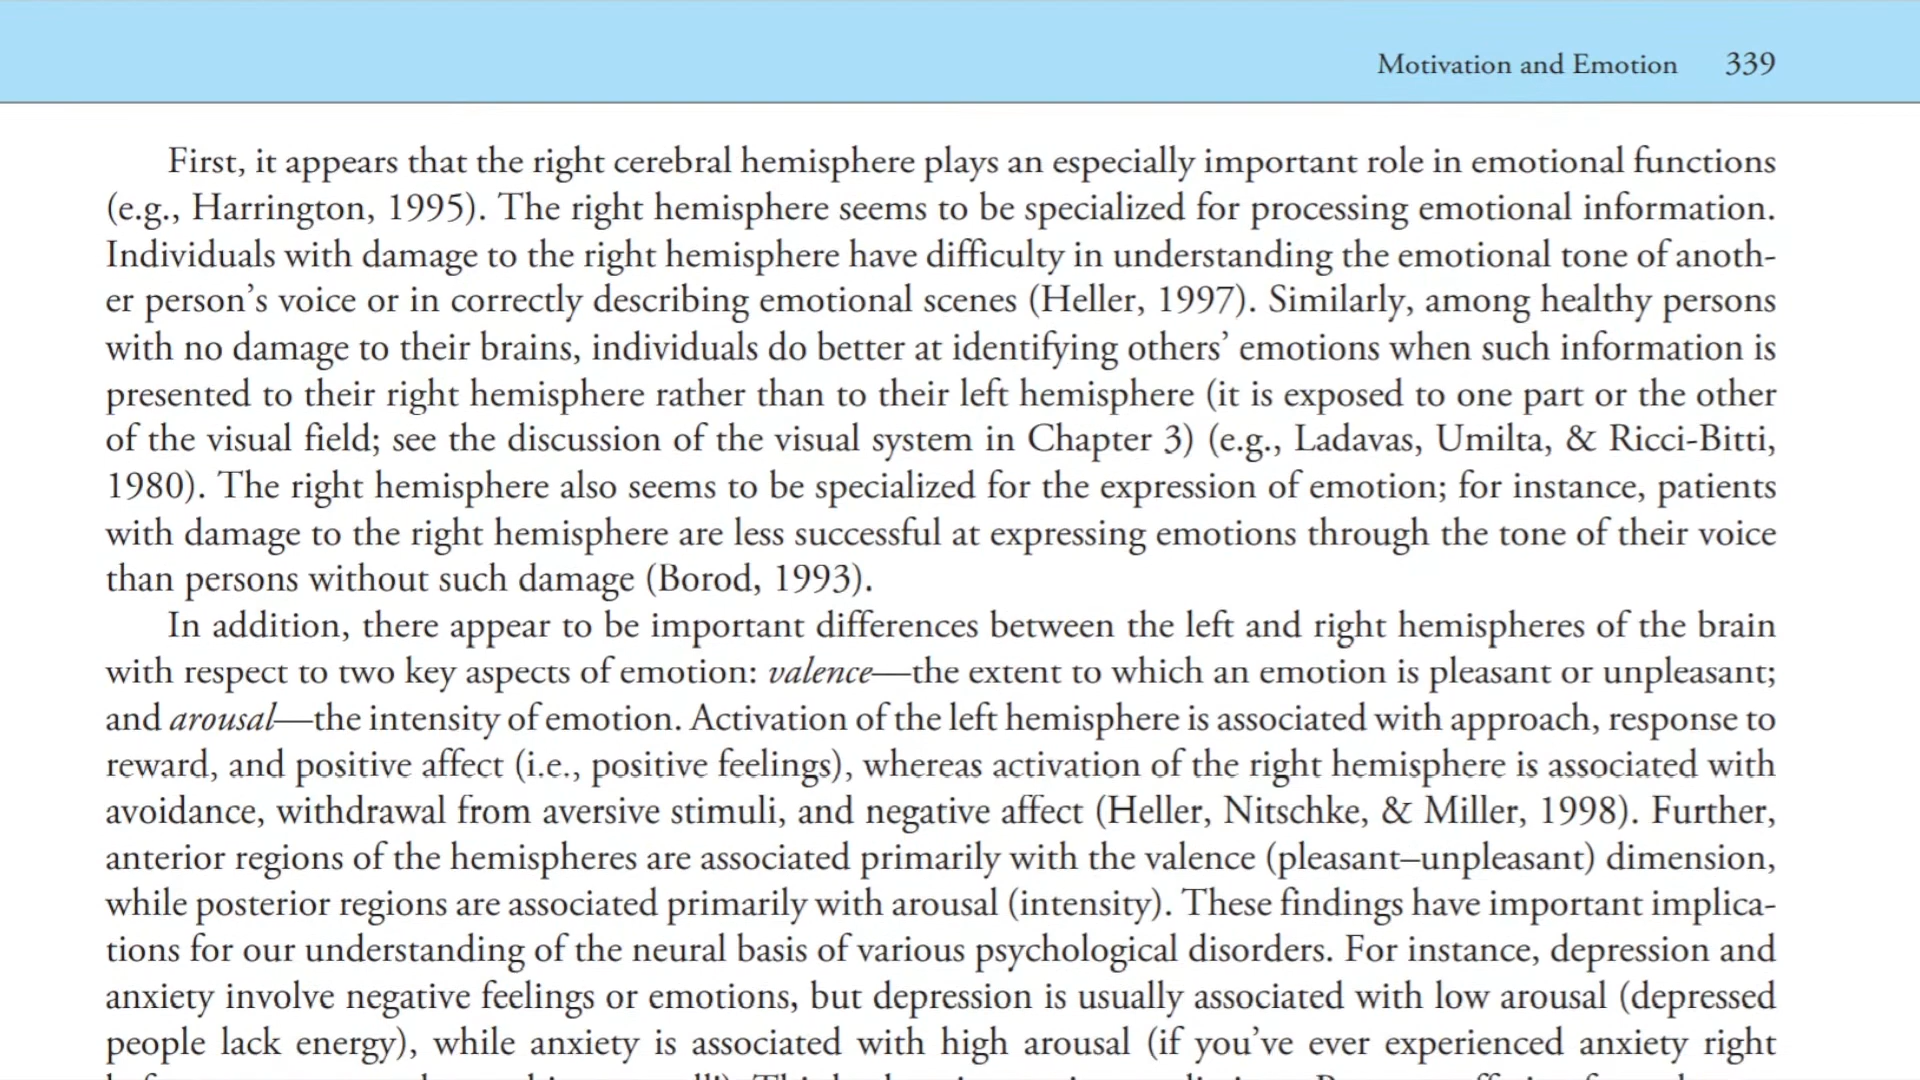 Motivation and Emotion 339
First, it appears that the right cerebral hemisphere plays an especially important role in emotional functions
(e.g., Harrington, 1995). The right hemisphere seems to be specialized for processing emotional information.
Individuals with damage to the right hemisphere have difficulty in understanding the emotional tone of anoth-
er person’s voice or in correctly describing emotional scenes (Heller, 1997). Similarly, among healthy persons
with no damage to their brains, individuals do better at identifying others’ emotions when such information is
presented to their right hemisphere rather than to their left hemisphere (it is exposed to one part or the other
of the visual field; see the discussion of the visual system in Chapter 3) (e.g., Ladavas, Umilta, & Ricci-Bitti,
1980). The right hemisphere also seems to be specialized for the expression of emotion; for instance, patients
with damage to the right hemisphere are less successful at expressing emotions through the tone of their voice
than persons without such damage (Borod, 1993).
In addition, there appear to be important differences between the left and right hemispheres of the brain
with respect to two key aspects of emotion: valence—the extent to which an emotion is pleasant or unpleasant;
and arousal—the intensity of emotion. Activation of the left hemisphere is associated with approach, response to
reward, and positive affect (i.e., positive feelings), whereas activation of the right hemisphere is associated with
avoidance, withdrawal from aversive stimuli, and negative affect (Heller, Nitschke, & Miller, 1998). Further,
anterior regions of the hemispheres are associated primarily with the valence (pleasant–unpleasant) dimension,
while posterior regions are associated primarily with arousal (intensity). These findings have important implica-
tions for our understanding of the neural basis of various psychological disorders. For instance, depression and
anxiety involve negative feelings or emotions, but depression is usually associated with low arousal (depressed
people lack energy), while anxiety is associated with high arousal (if you’ve ever experienced anxiety right